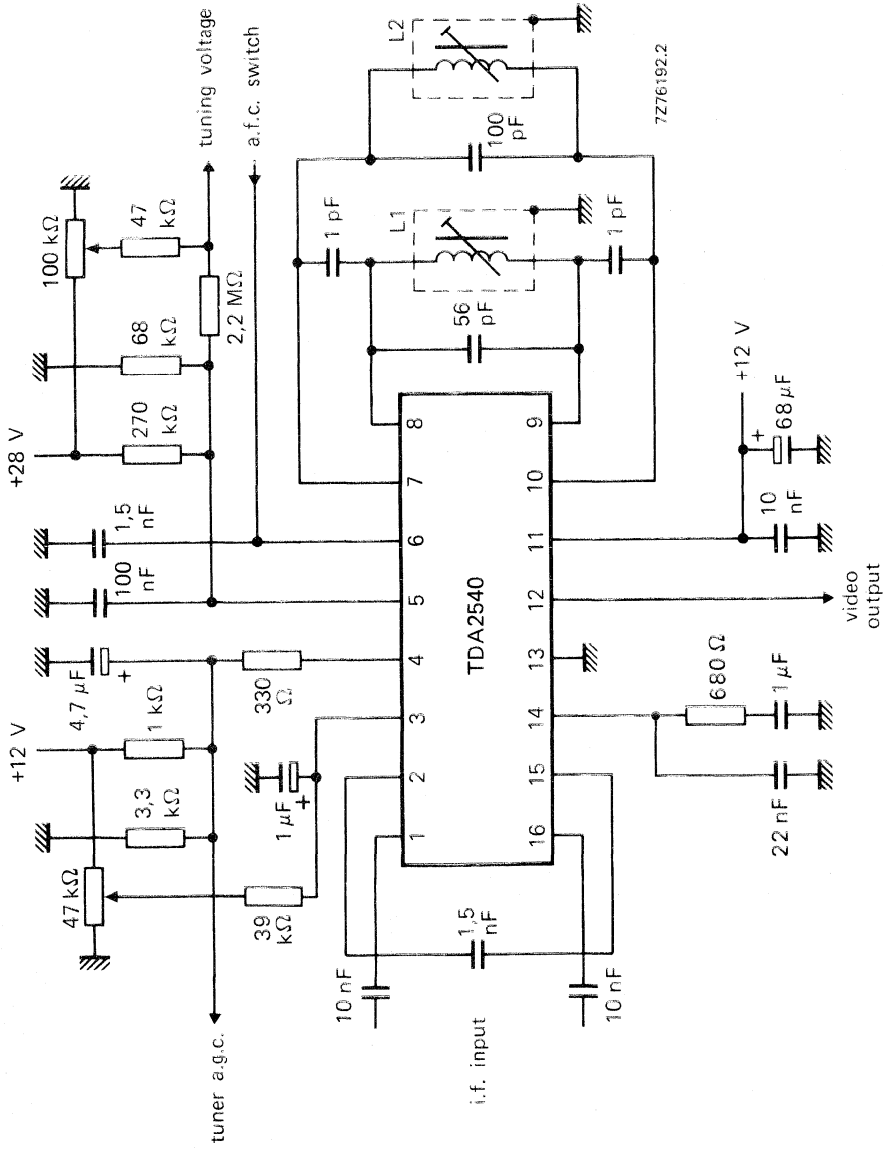 +12 V
+28 V
47 kΩ
3,3
kΩ
1 kΩ
4,7 µF
+
100
nF
1,5
nF
270
kΩ
68
kΩ
100 kΩ
47
kΩ
2,2 MΩ
tuning voltage
tuner a.g.c.
a.f.c. switch
39
kΩ
1 µF
+
330
Ω
1 2 3 4 5 6 7 8
TDA2540
16 15 14 13 12 11 10 9
10 nF
1,5
nF
10 nF
i.f. input
1 pF
L1
56
pF
1 pF
L2
100
pF
22 nF
680 Ω
1 µF
video
output
10
nF
+
68 µF
+12 V
7Z76192.2